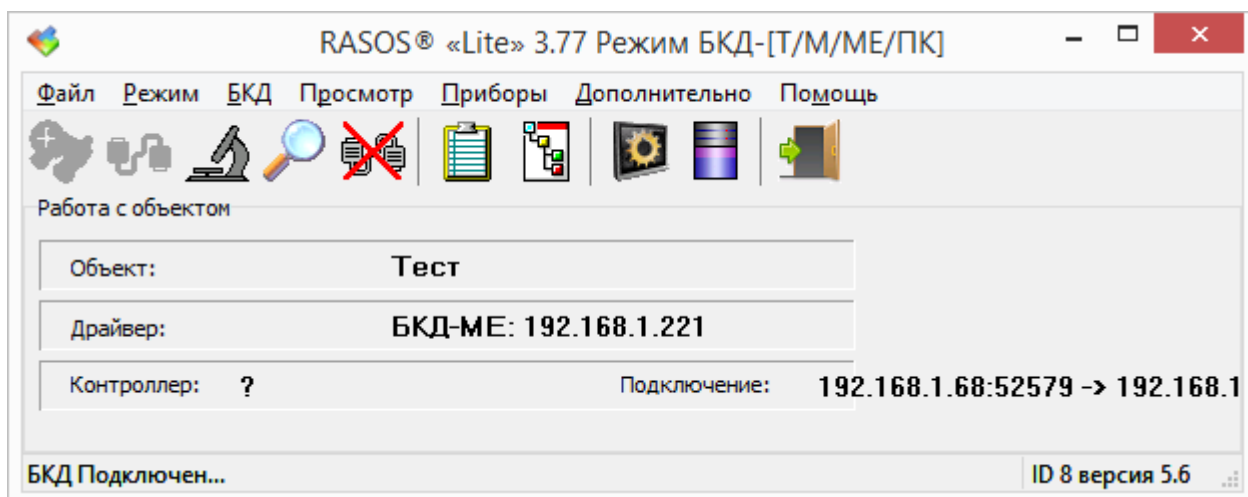 RASOS® «Lite» 3.77 Режим БКД-[Т/М/МЕ/ПК]
Файл Режим БКД Просмотр Приборы Дополнительно Помощь
Работа с объектом
Объект: Тест
Драйвер: БКД-МЕ: 192.168.1.221
Контроллер: ? Подключение: 192.168.1.68:52579 -> 192.168.1
БКД Подключен... ID 8 версия 5.6